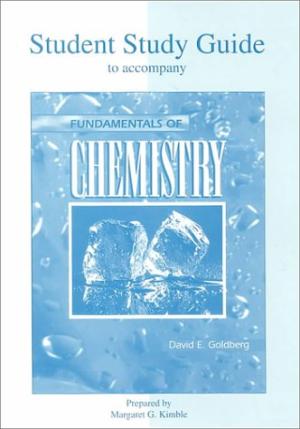 Student Study Guide
to accompany
FUNDAMENTALS OF
CHEMISTRY
David E. Goldberg
Prepared by
Margaret G. Kimble